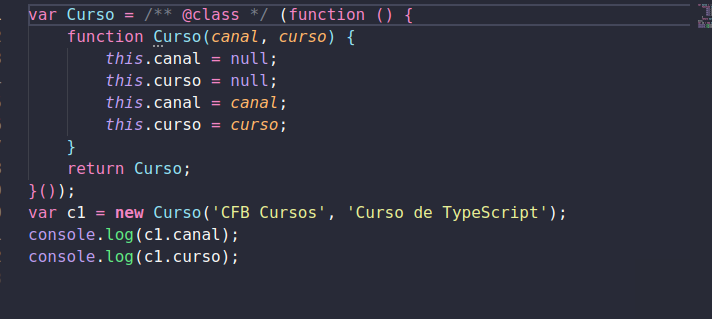 var Curso = /** @class */ (function () {
    function Curso(canal, curso) {
        this.canal = null;
        this.curso = null;
        this.canal = canal;
        this.curso = curso;
    }
    return Curso;
}());
var c1 = new Curso('CFB Cursos', 'Curso de TypeScript');
console.log(c1.canal);
console.log(c1.curso);